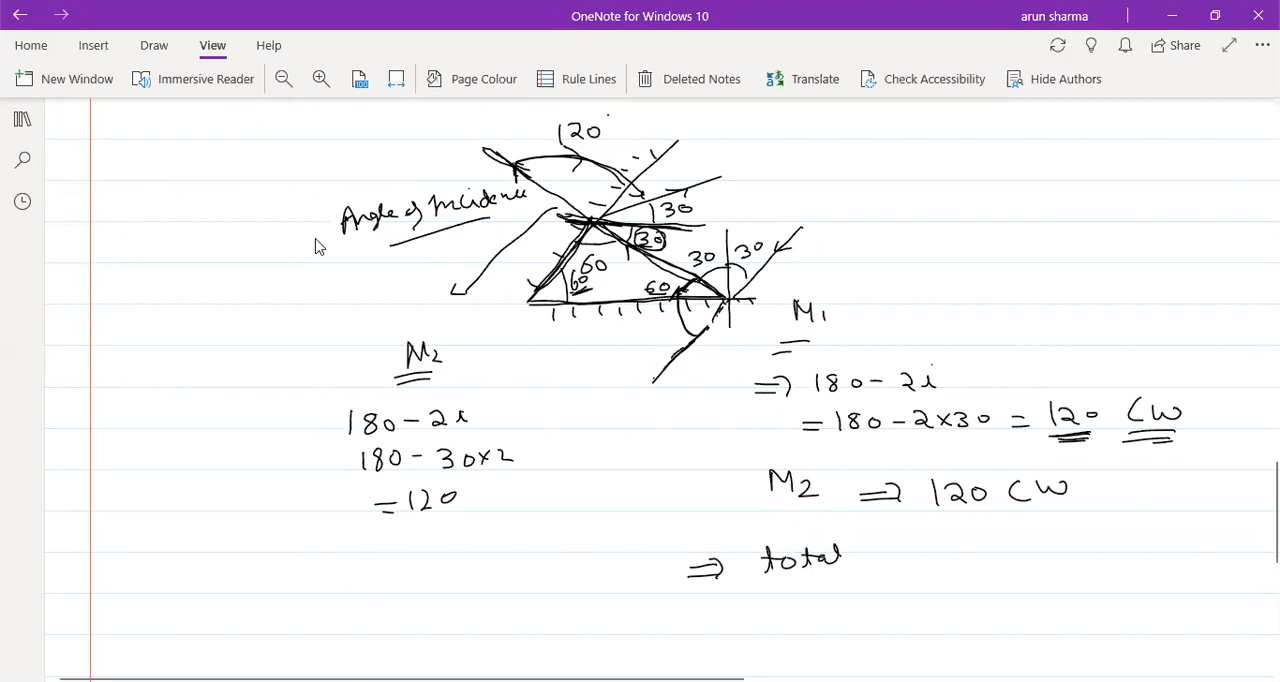 OneNote for Windows 10
arun sharma
Home Insert Draw View Help
Share
New Window Immersive Reader Page Colour Rule Lines Deleted Notes Translate Check Accessibility Hide Authors
120
Angle of Incidence
30
30
30 30
60
60 60
M1
M2
⇒ 180 - 2i
180 - 2i
= 180 - 2×30 = 120 CW
180 - 30×2
M2 ⇒ 120 CW
= 120
⇒ total